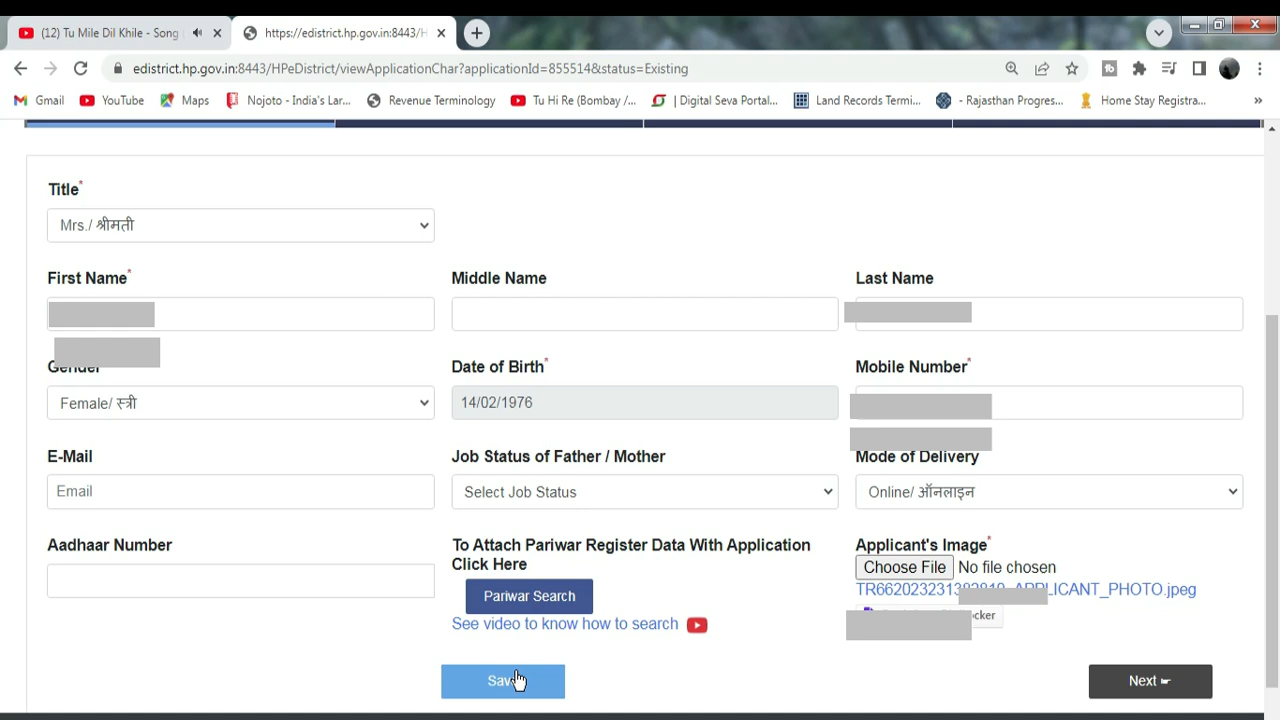 (12) Tu Mile Dil Khile - Song
https://edistrict.hp.gov.in:8443/H
edistrict.hp.gov.in:8443/HPeDistrict/viewApplicationChar?applicationId=855514&status=Existing
Gmail YouTube Maps Nojoto - India's Lar... Revenue Terminology Tu Hi Re (Bombay /... | Digital Seva Portal... Land Records Termi... - Rajasthan Progres... Home Stay Registra... »
Title*
Mrs./ श्रीमती
First Name* Middle Name Last Name
Gender Date of Birth* Mobile Number*
Female/ स्त्री 14/02/1976
E-Mail Job Status of Father / Mother Mode of Delivery
Email Select Job Status Online/ ऑनलाइन
Aadhaar Number To Attach Pariwar Register Data With Application Applicant's Image*
Click Here Choose File No file chosen
Pariwar Search
See video to know how to search
Next